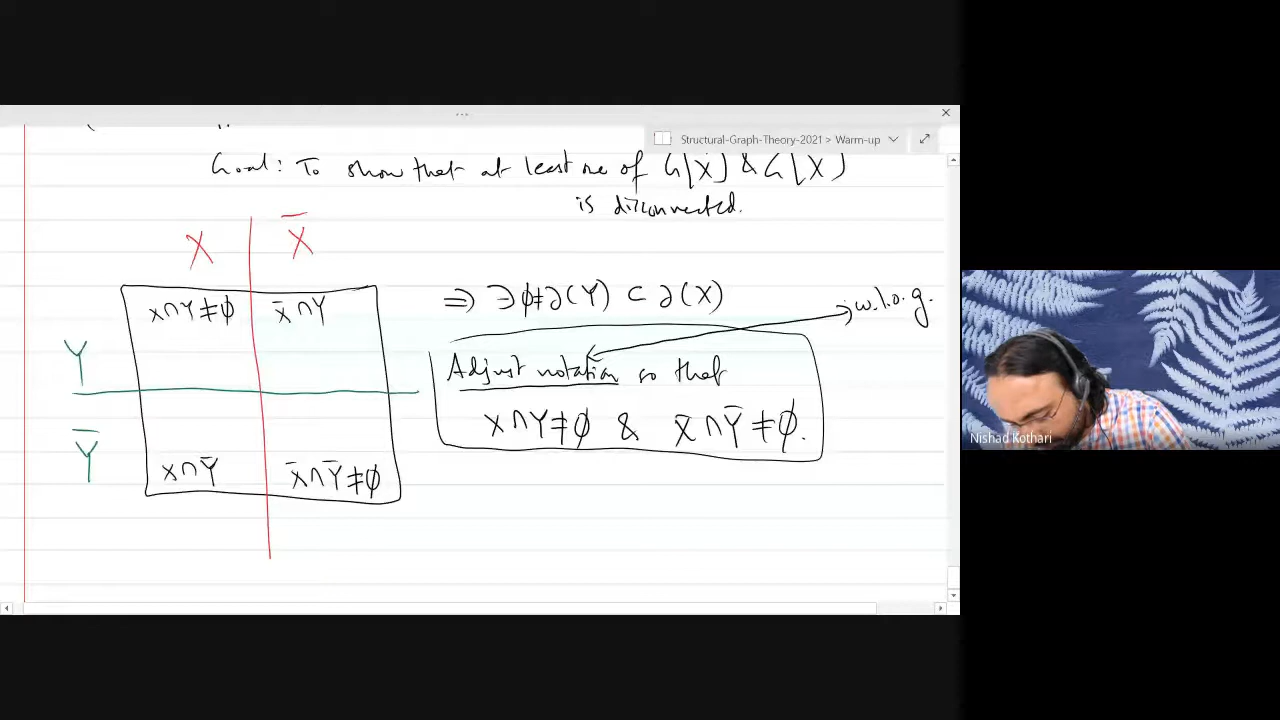 Structural-Graph-Theory-2021 > Warm-up
Goal: To show that at least one of G[X] & G[X̄]
is disconnected.
X X̄
X∩Y≠∅ X̄∩Y
⇒ ∃ ∅≠∂(Y) ⊂ ∂(X)
w.l.o.g.
Y
Adjust notation so that
X∩Y≠∅ & X̄∩Ȳ≠∅.
Ȳ
X∩Ȳ X̄∩Ȳ≠∅
Nishad Kothari